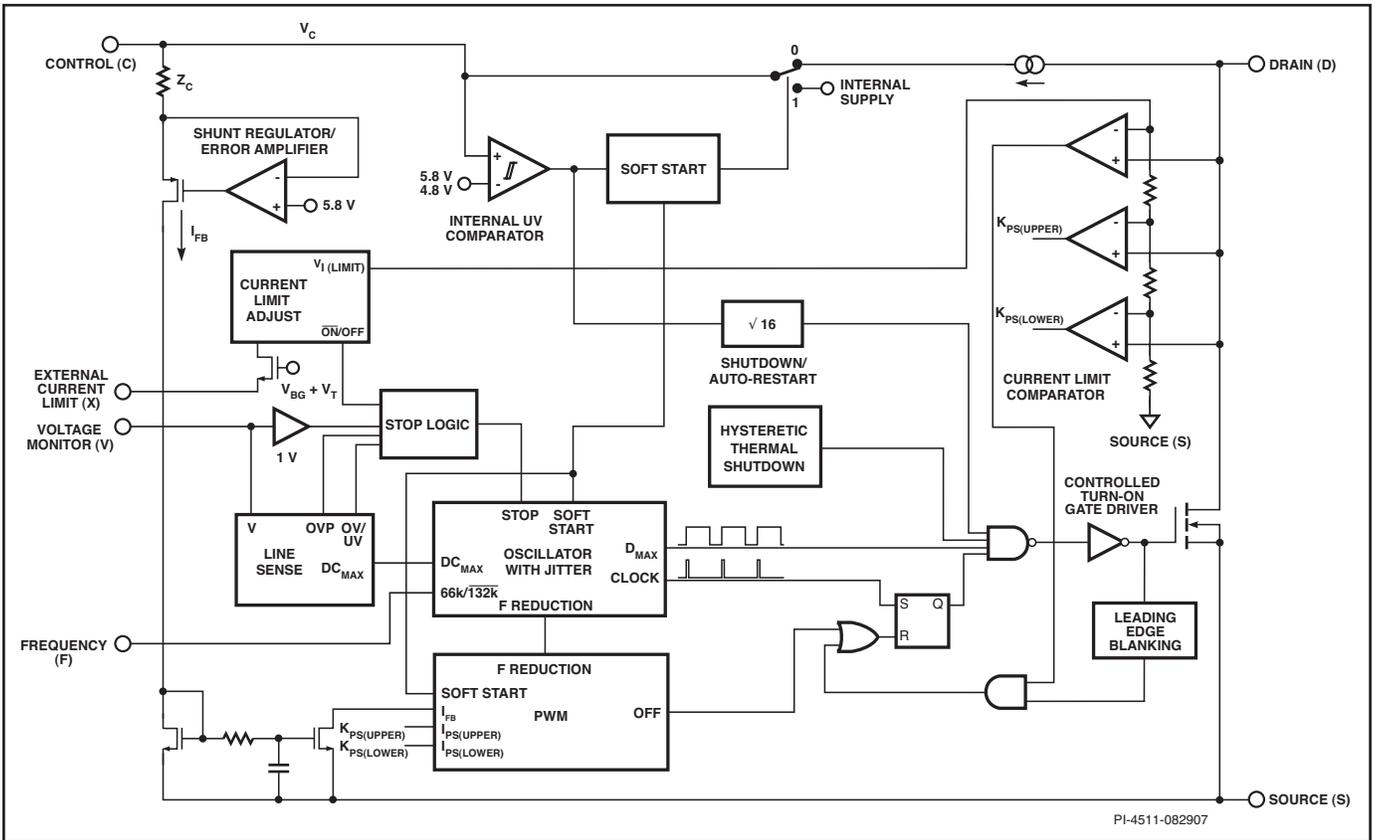 V_C
0
CONTROL (C)
DRAIN (D)
Z_C
INTERNAL
SUPPLY
1
SHUNT REGULATOR/
ERROR AMPLIFIER
-
+
5.8 V
+
-
5.8 V
4.8 V
SOFT START
INTERNAL UV
COMPARATOR
-
+
K_PS(UPPER)
-
+
K_PS(LOWER)
-
+
I_FB
V_I (LIMIT)
CURRENT
LIMIT
ADJUST
O̅N̅/OFF
√ 16
SHUTDOWN/
AUTO-RESTART
CURRENT LIMIT
COMPARATOR
SOURCE (S)
EXTERNAL
CURRENT
LIMIT (X)
V_BG + V_T
VOLTAGE
MONITOR (V)
1 V
STOP LOGIC
HYSTERETIC
THERMAL
SHUTDOWN
CONTROLLED
TURN-ON
GATE DRIVER
V
OVP
OV/
UV
LINE
SENSE
DC_MAX
STOP
SOFT
START
OSCILLATOR
WITH JITTER
D_MAX
DC_MAX
CLOCK
66k/1̅3̅2̅k̅
F REDUCTION
S
Q
R
LEADING
EDGE
BLANKING
FREQUENCY
(F)
F REDUCTION
SOFT START
PWM
OFF
I_FB
K_PS(UPPER)
I_PS(UPPER)
K_PS(LOWER)
I_PS(LOWER)
SOURCE (S)
PI-4511-082907